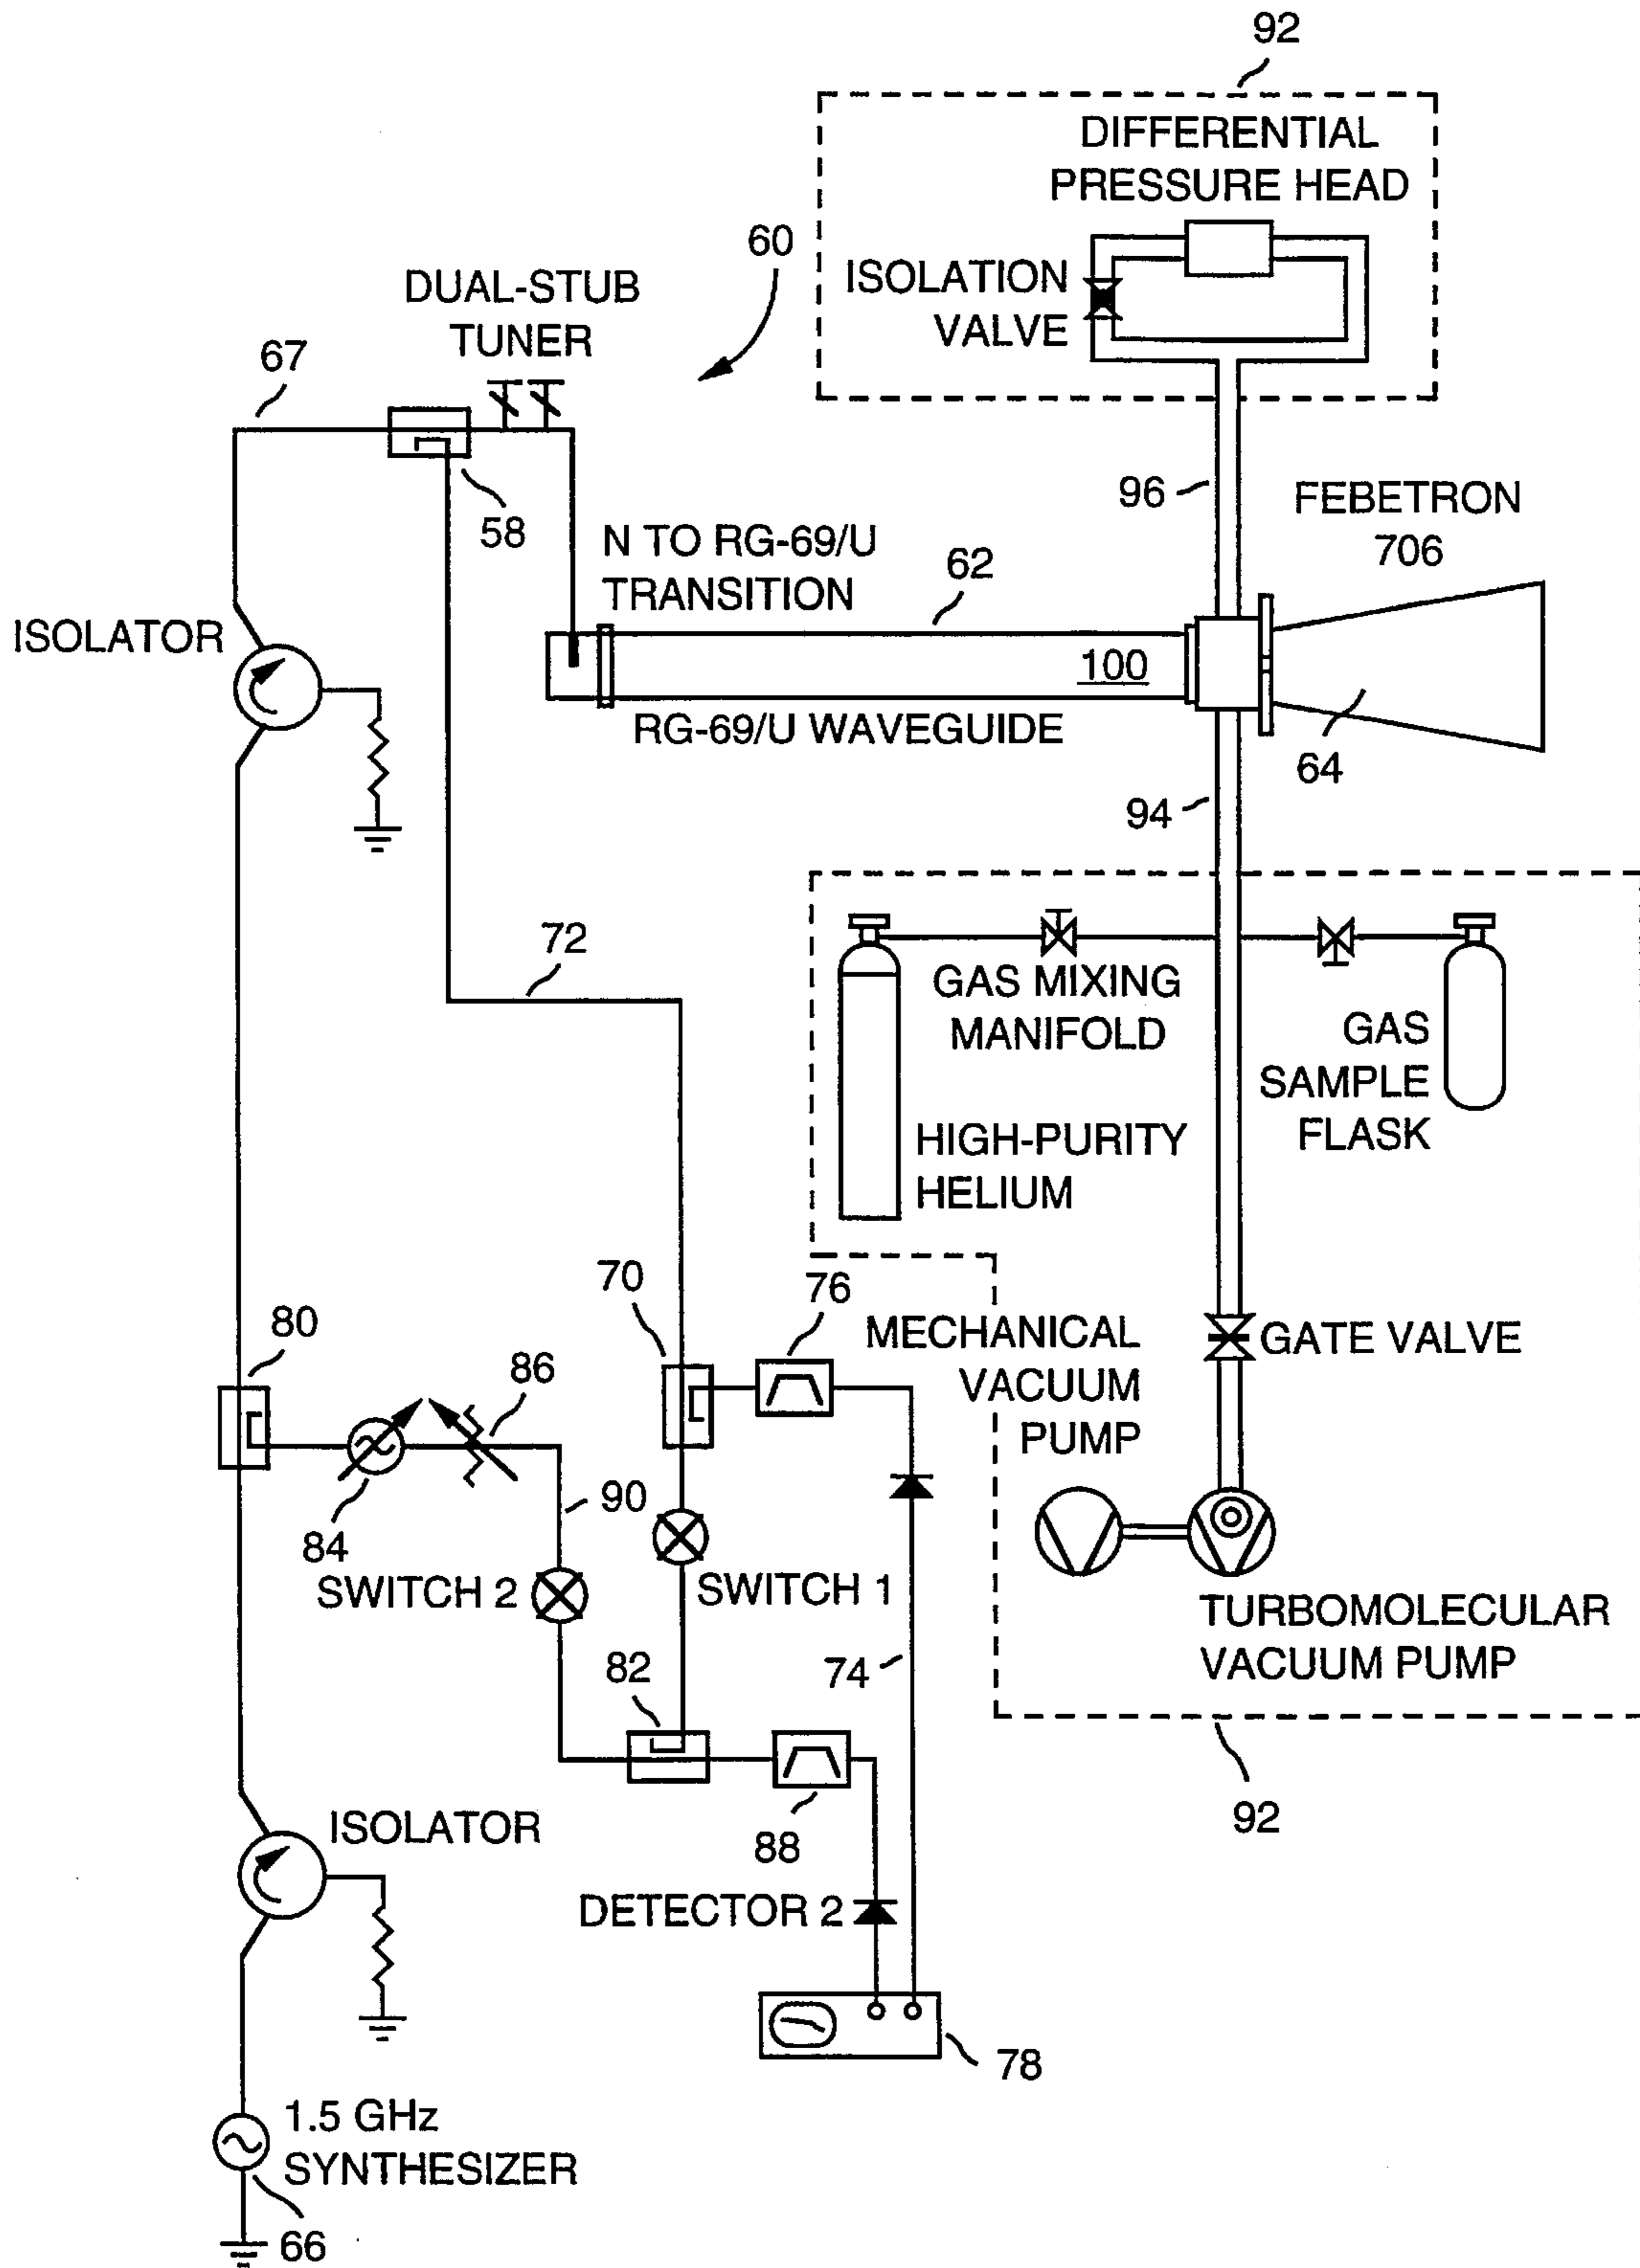 92
DIFFERENTIAL
PRESSURE HEAD
60
ISOLATION
VALVE
DUAL-STUB
TUNER
67
96
FEBETRON
706
58
N TO RG-69/U
TRANSITION
62
ISOLATOR
100
RG-69/U WAVEGUIDE
64
94
72
GAS MIXING
MANIFOLD
GAS
SAMPLE
FLASK
HIGH-PURITY
HELIUM
70
76
80
MECHANICAL
VACUUM
PUMP
GATE VALVE
86
90
84
SWITCH 2
SWITCH 1
TURBOMOLECULAR
VACUUM PUMP
82
74
92
ISOLATOR
88
DETECTOR 2
78
1.5 GHz
SYNTHESIZER
66